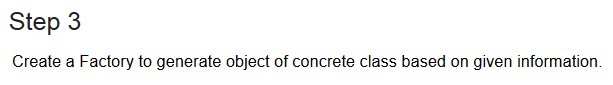 Step 3
Create a Factory to generate object of concrete class based on given information.